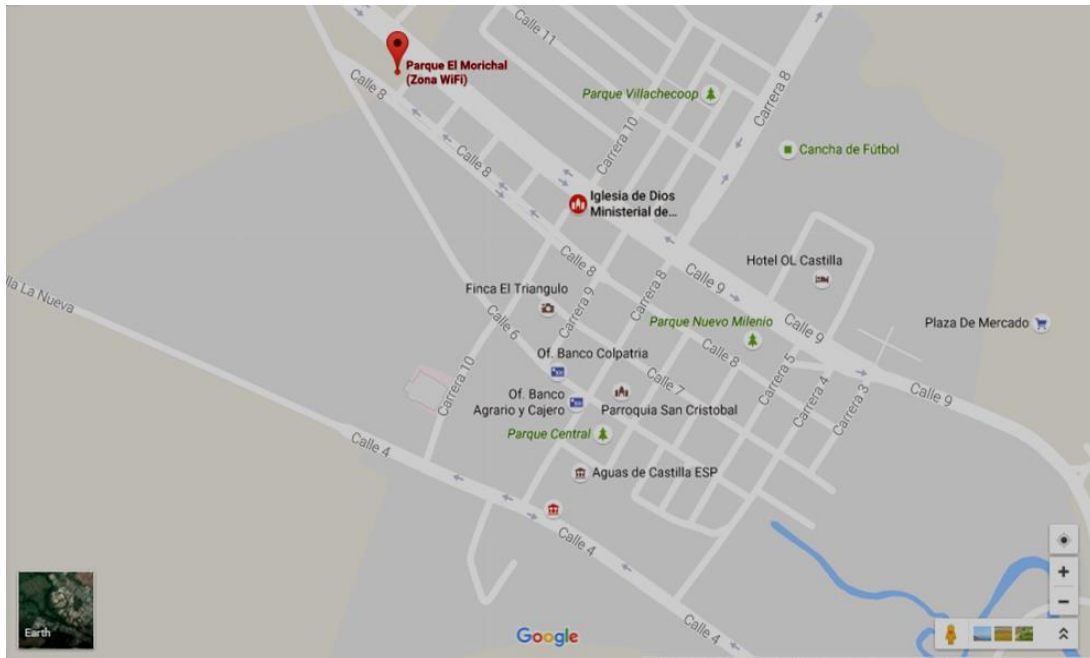 Calle 11
Parque El Morichal
(Zona WiFi)
Calle 8
Parque Villachecoop
Carrera 8
Carrera 10
Cancha de Fútbol
Calle 8
Iglesia de Dios
Ministerial de...
Calle 8
Hotel OL Castilla
Carrera 8
Calle 9
Finca El Triangulo
Carrera 9
lla La Nueva
Parque Nuevo Milenio
Plaza De Mercado
Calle 6
Calle 9
Of. Banco Colpatria
Calle 8
Carrera 5
Calle 7
Carrera 10
Of. Banco
Agrario y Cajero
Parroquia San Cristobal
Carrera 4
Carrera 3
Calle 9
Parque Central
Calle 4
Aguas de Castilla ESP
Calle 4
Calle 4
Earth
Google